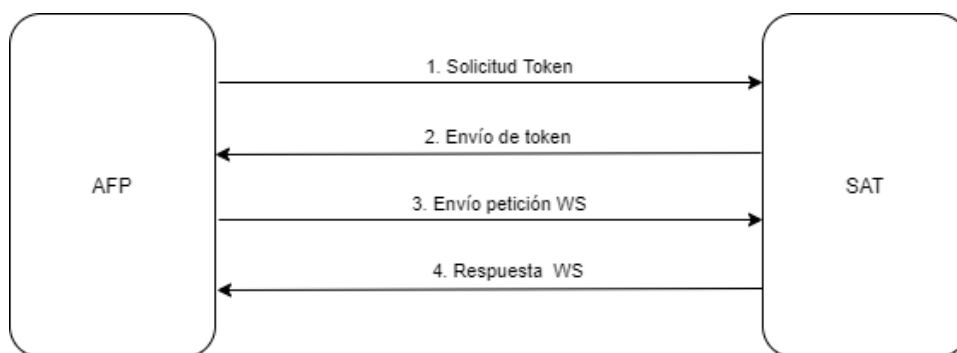 1. Solicitud Token
2. Envío de token
AFP
SAT
3. Envío petición WS
4. Respuesta WS